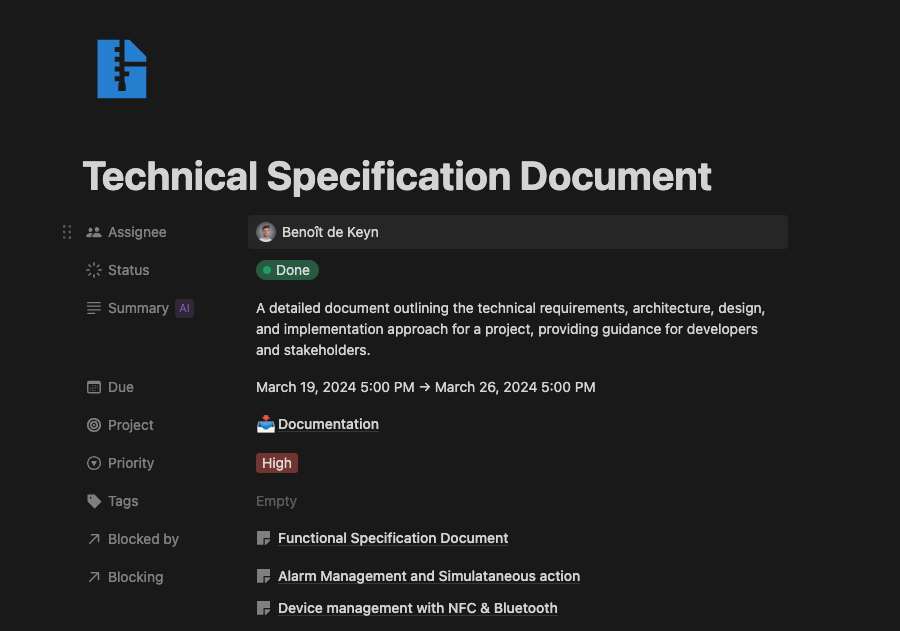 Technical Specification Document
Assignee
Benoît de Keyn
Status
Done
Summary AI
A detailed document outlining the technical requirements, architecture, design,
and implementation approach for a project, providing guidance for developers
and stakeholders.
Due
March 19, 2024 5:00 PM → March 26, 2024 5:00 PM
Project
Documentation
Priority
High
Tags
Empty
Blocked by
Functional Specification Document
Blocking
Alarm Management and Simulataneous action
Device management with NFC & Bluetooth